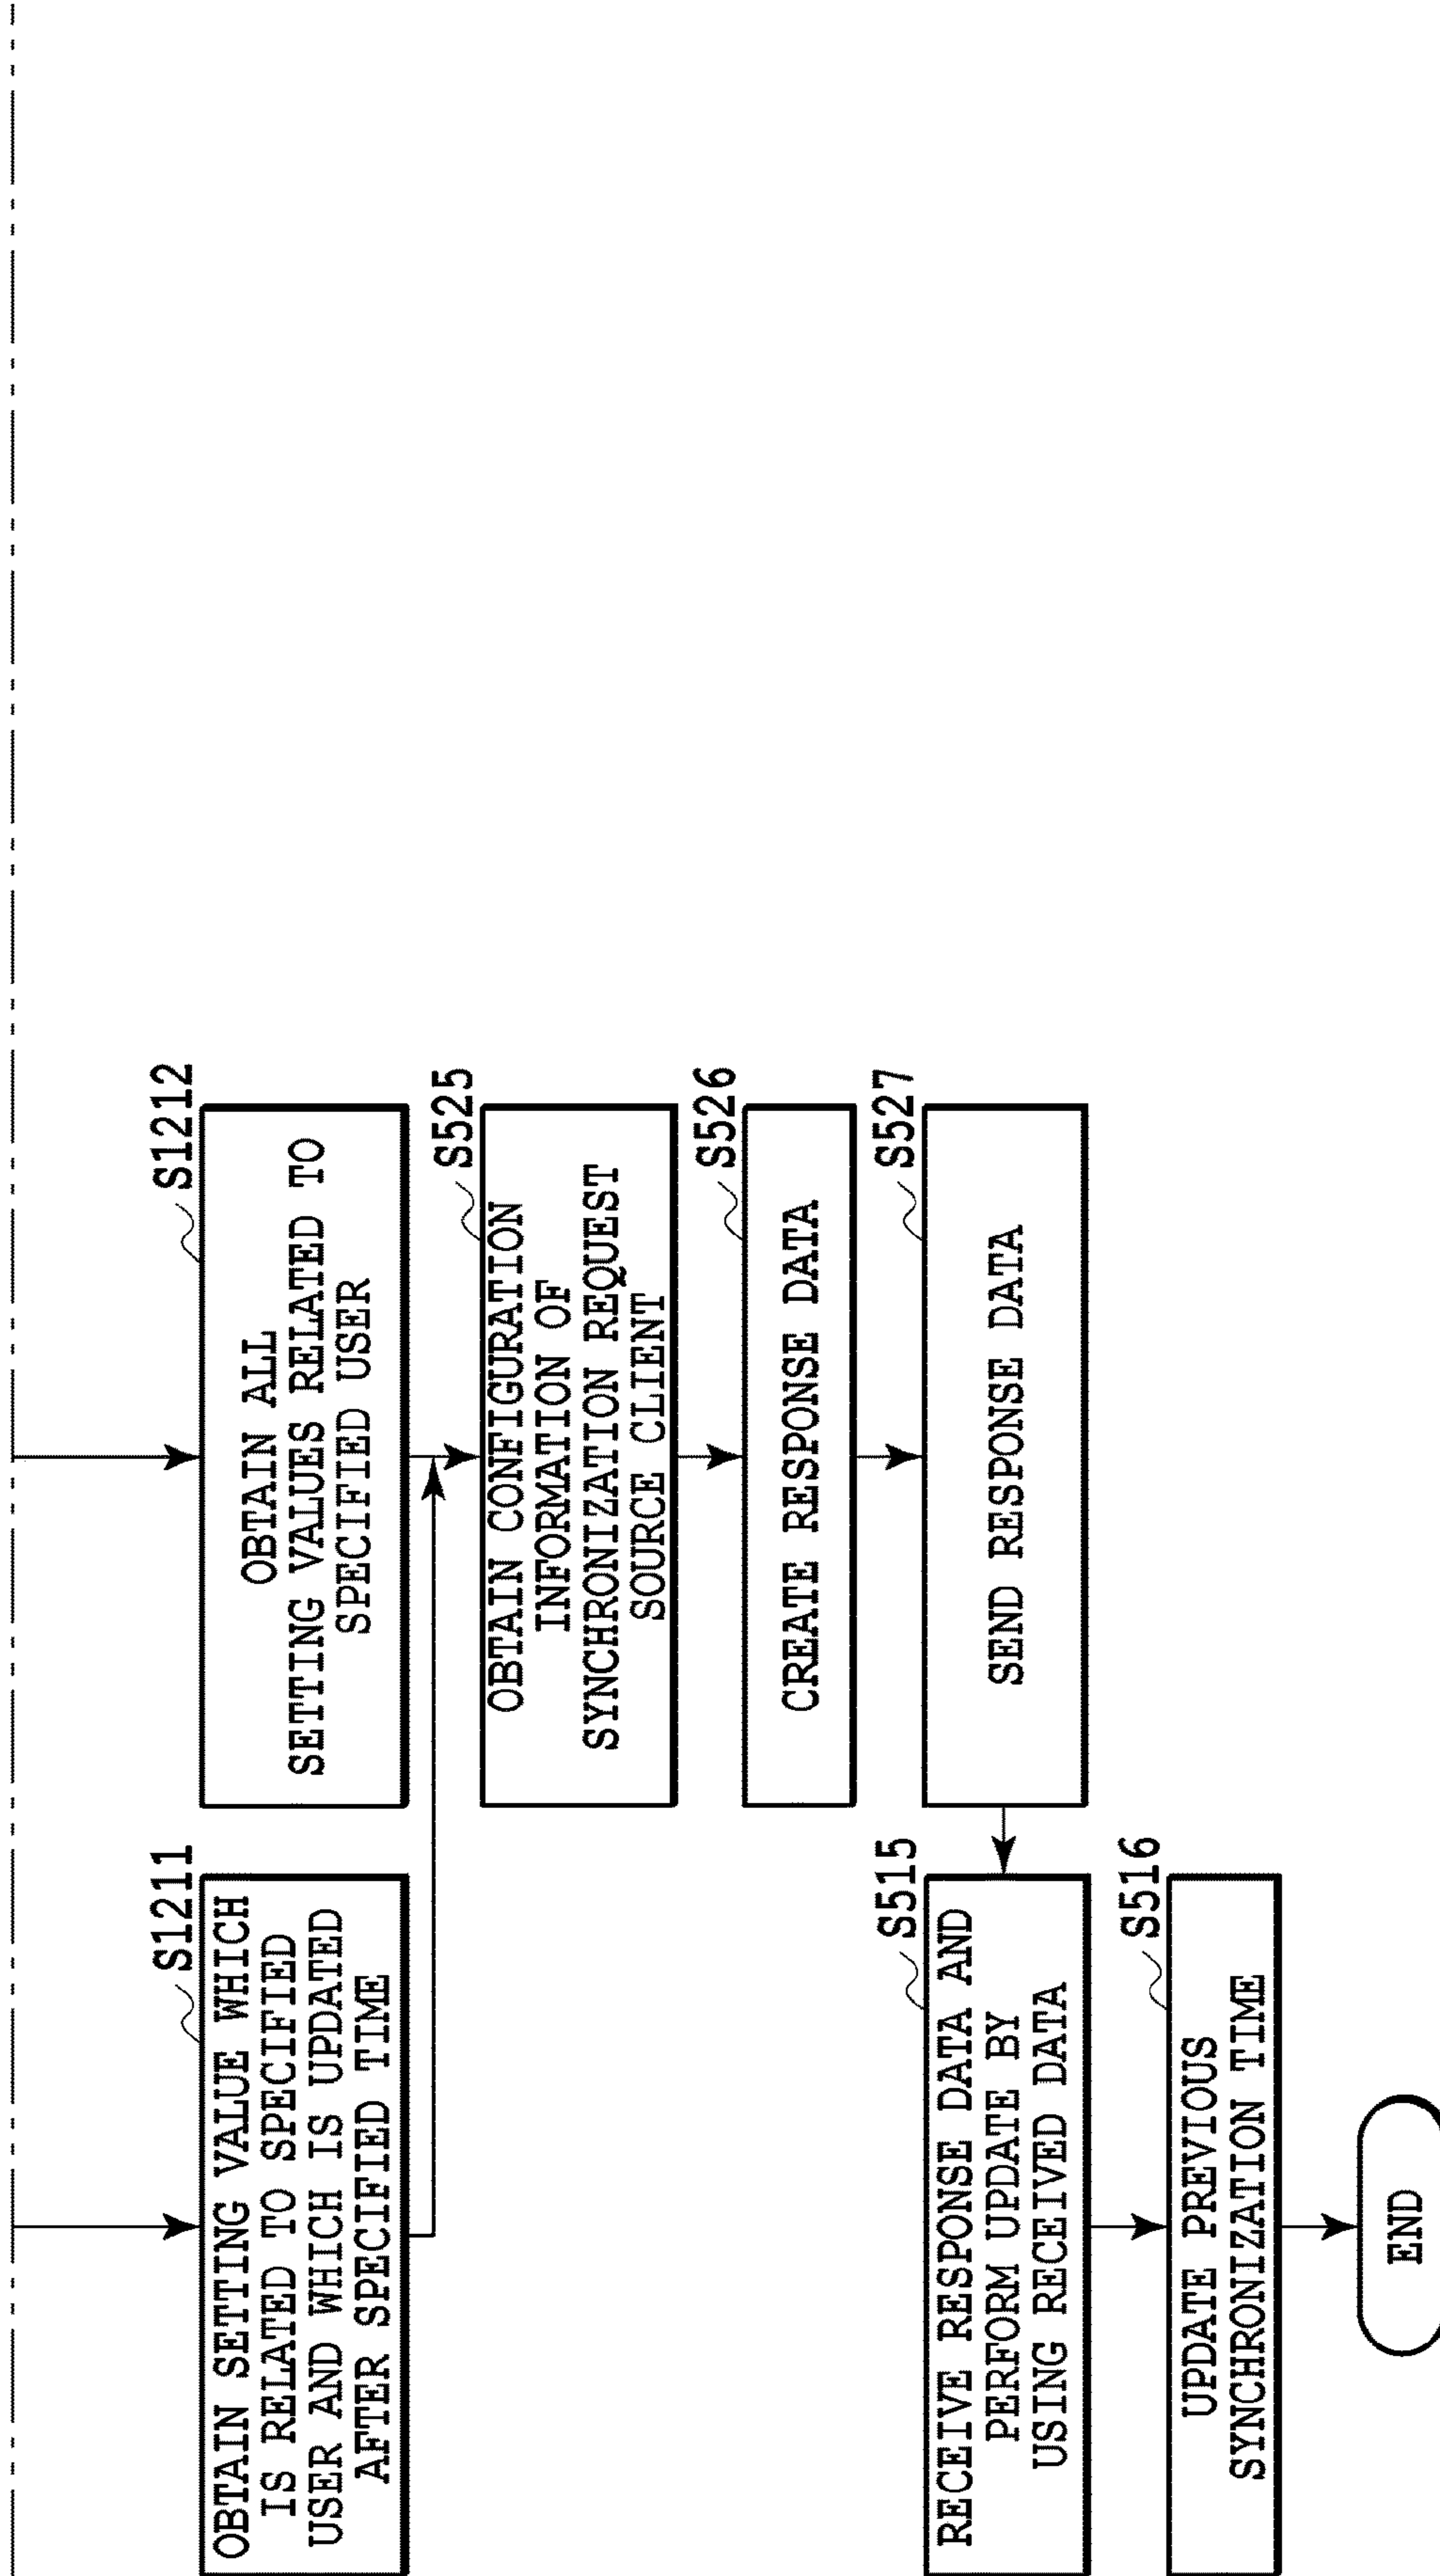 S1211
OBTAIN SETTING VALUE WHICH
IS RELATED TO SPECIFIED
USER AND WHICH IS UPDATED
AFTER SPECIFIED TIME
S1212
OBTAIN ALL
SETTING VALUES RELATED TO
SPECIFIED USER
S525
OBTAIN CONFIGURATION
INFORMATION OF
SYNCHRONIZATION REQUEST
SOURCE CLIENT
S526
CREATE RESPONSE DATA
S527
SEND RESPONSE DATA
S515
RECEIVE RESPONSE DATA AND
PERFORM UPDATE BY
USING RECEIVED DATA
S516
UPDATE PREVIOUS
SYNCHRONIZATION TIME
END